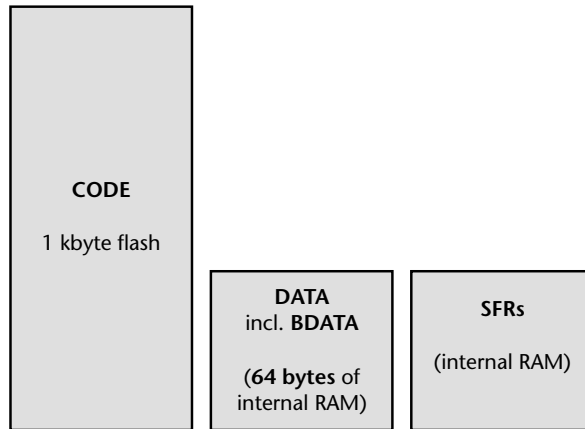 CODE
1 kbyte flash
DATA
incl. BDATA
(64 bytes of
internal RAM)
SFRs
(internal RAM)